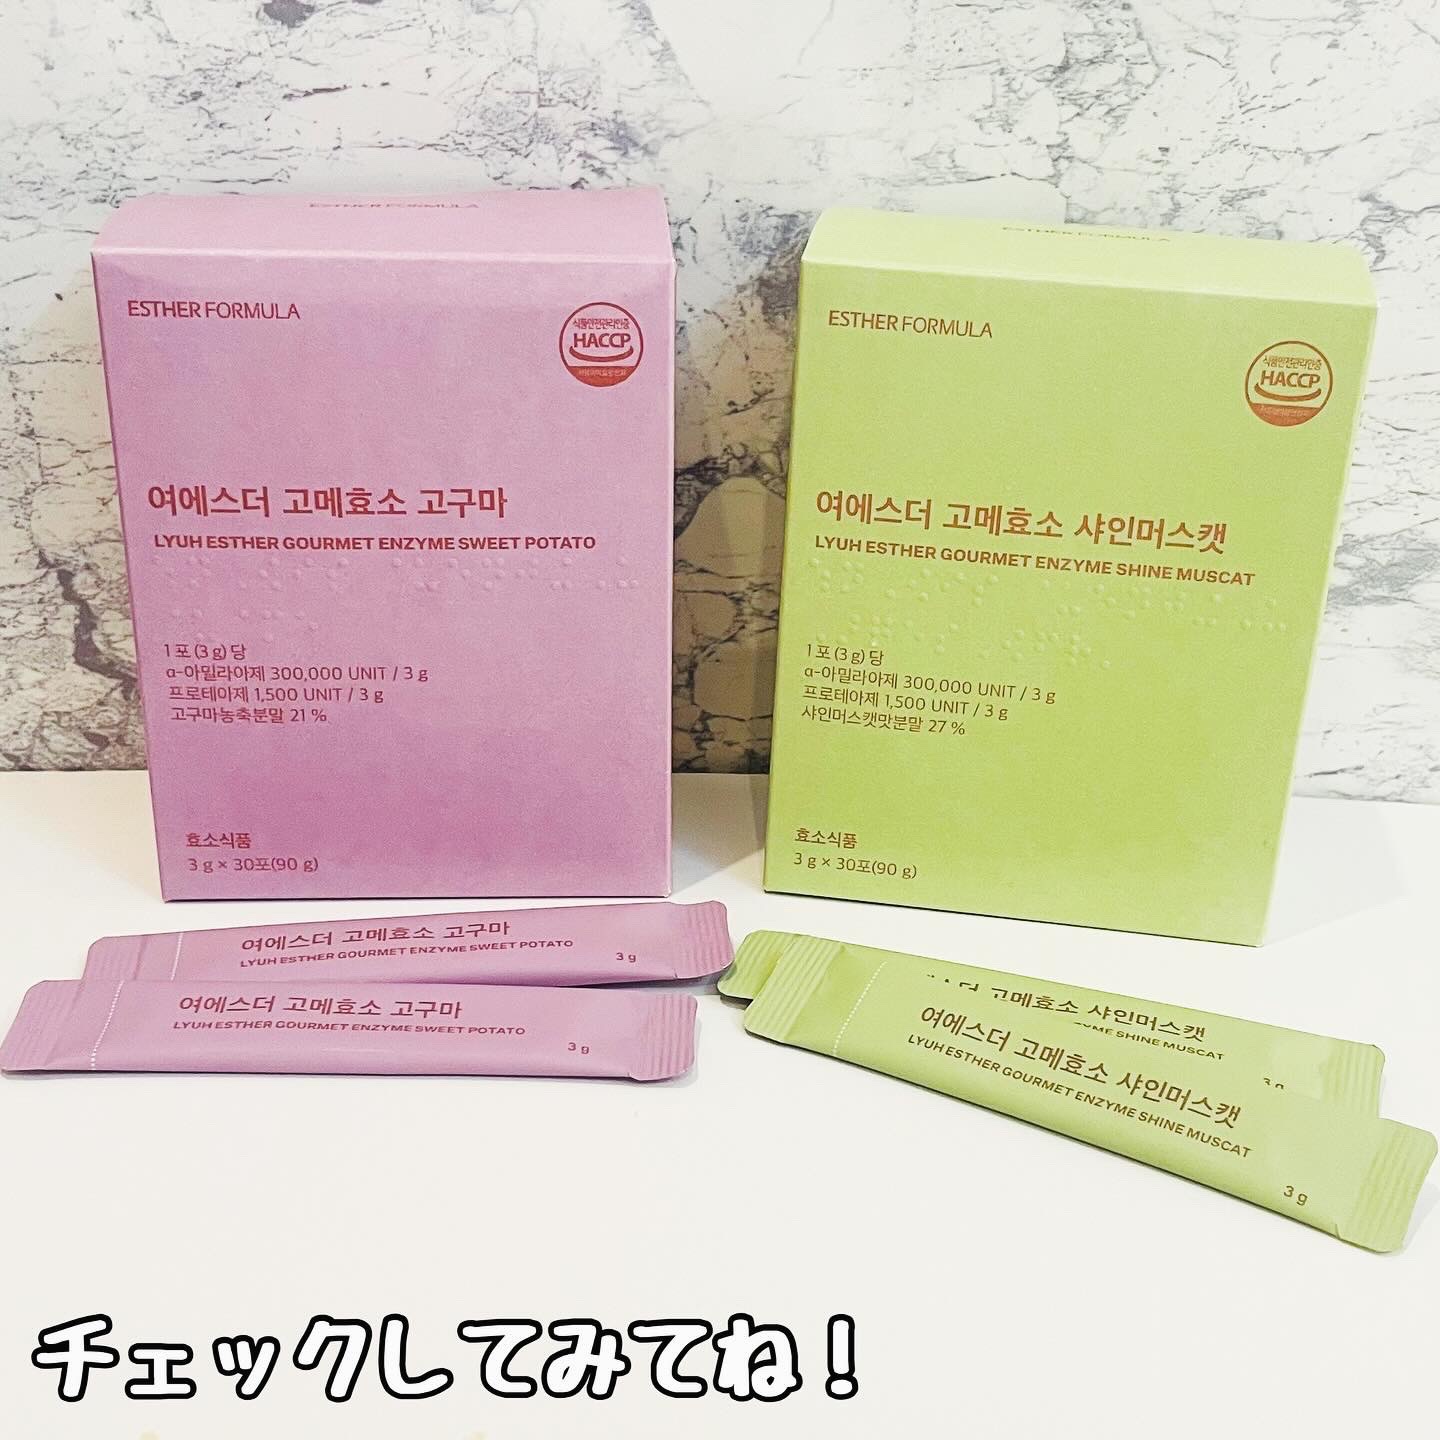 ESTHER FORMULA
ESTHER FORMULA
식품안전관리인증
HACCP
여에스더 고메효소 고구마
LYUH ESTHER GOURMET ENZYME SWEET POTATO
1포 (3 g) 당
α-아밀라아제 300,000 UNIT / 3 g
프로테아제 1,500 UNIT / 3 g
고구마농축분말 21 %
효소식품
3 g × 30포(90 g)
ESTHER FORMULA
ESTHER FORMULA
식품안전관리인증
HACCP
여에스더 고메효소 샤인머스캣
LYUH ESTHER GOURMET ENZYME SHINE MUSCAT
1포 (3 g) 당
α-아밀라아제 300,000 UNIT / 3 g
프로테아제 1,500 UNIT / 3 g
샤인머스캣맛분말 27 %
효소식품
3 g × 30포(90 g)
여에스더 고메효소 고구마
LYUH ESTHER GOURMET ENZYME SWEET POTATO
3 g
여에스더 고메효소 고구마
LYUH ESTHER GOURMET ENZYME SWEET POTATO
3 g
고메효소 샤인머스캣
SHINE MUSCAT
3 g
여에스더 고메효소 샤인머스캣
LYUH ESTHER GOURMET ENZYME SHINE MUSCAT
3 g
チェックしてみてね！